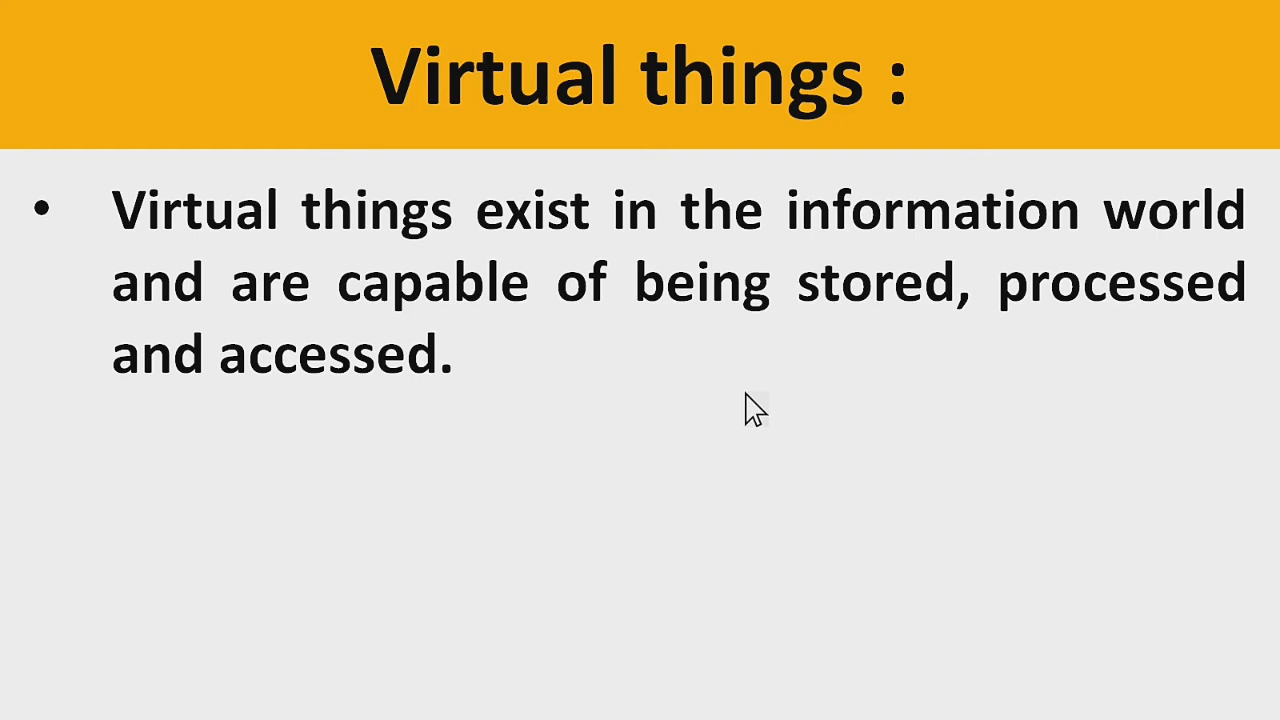 Virtual things :
• Virtual things exist in the information world
and are capable of being stored, processed
and accessed.